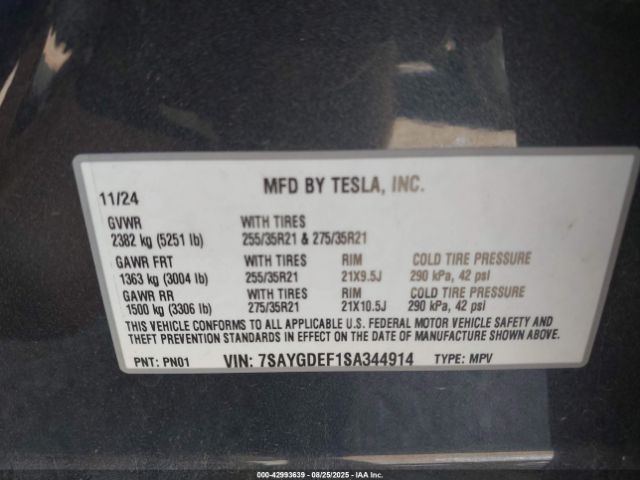 11/24 MFD BY TESLA, INC.
GVWR WITH TIRES
2382 kg (5251 lb) 255/35R21 & 275/35R21
GAWR FRT WITH TIRES RIM COLD TIRE PRESSURE
1363 kg (3004 lb) 255/35R21 21X9.5J 290 kPa, 42 psi
GAWR RR WITH TIRES RIM COLD TIRE PRESSURE
1500 kg (3306 lb) 275/35R21 21X10.5J 290 kPa, 42 psi
THIS VEHICLE CONFORMS TO ALL APPLICABLE U.S. FEDERAL MOTOR VEHICLE SAFETY AND
THEFT PREVENTION STANDARDS IN EFFECT ON THE DATE OF MANUFACTURE SHOWN ABOVE.
PNT: PN01 VIN: 7SAYGDEF1SA344914 TYPE: MPV
© 42993639 - 08/25/2025 - IAA Inc.